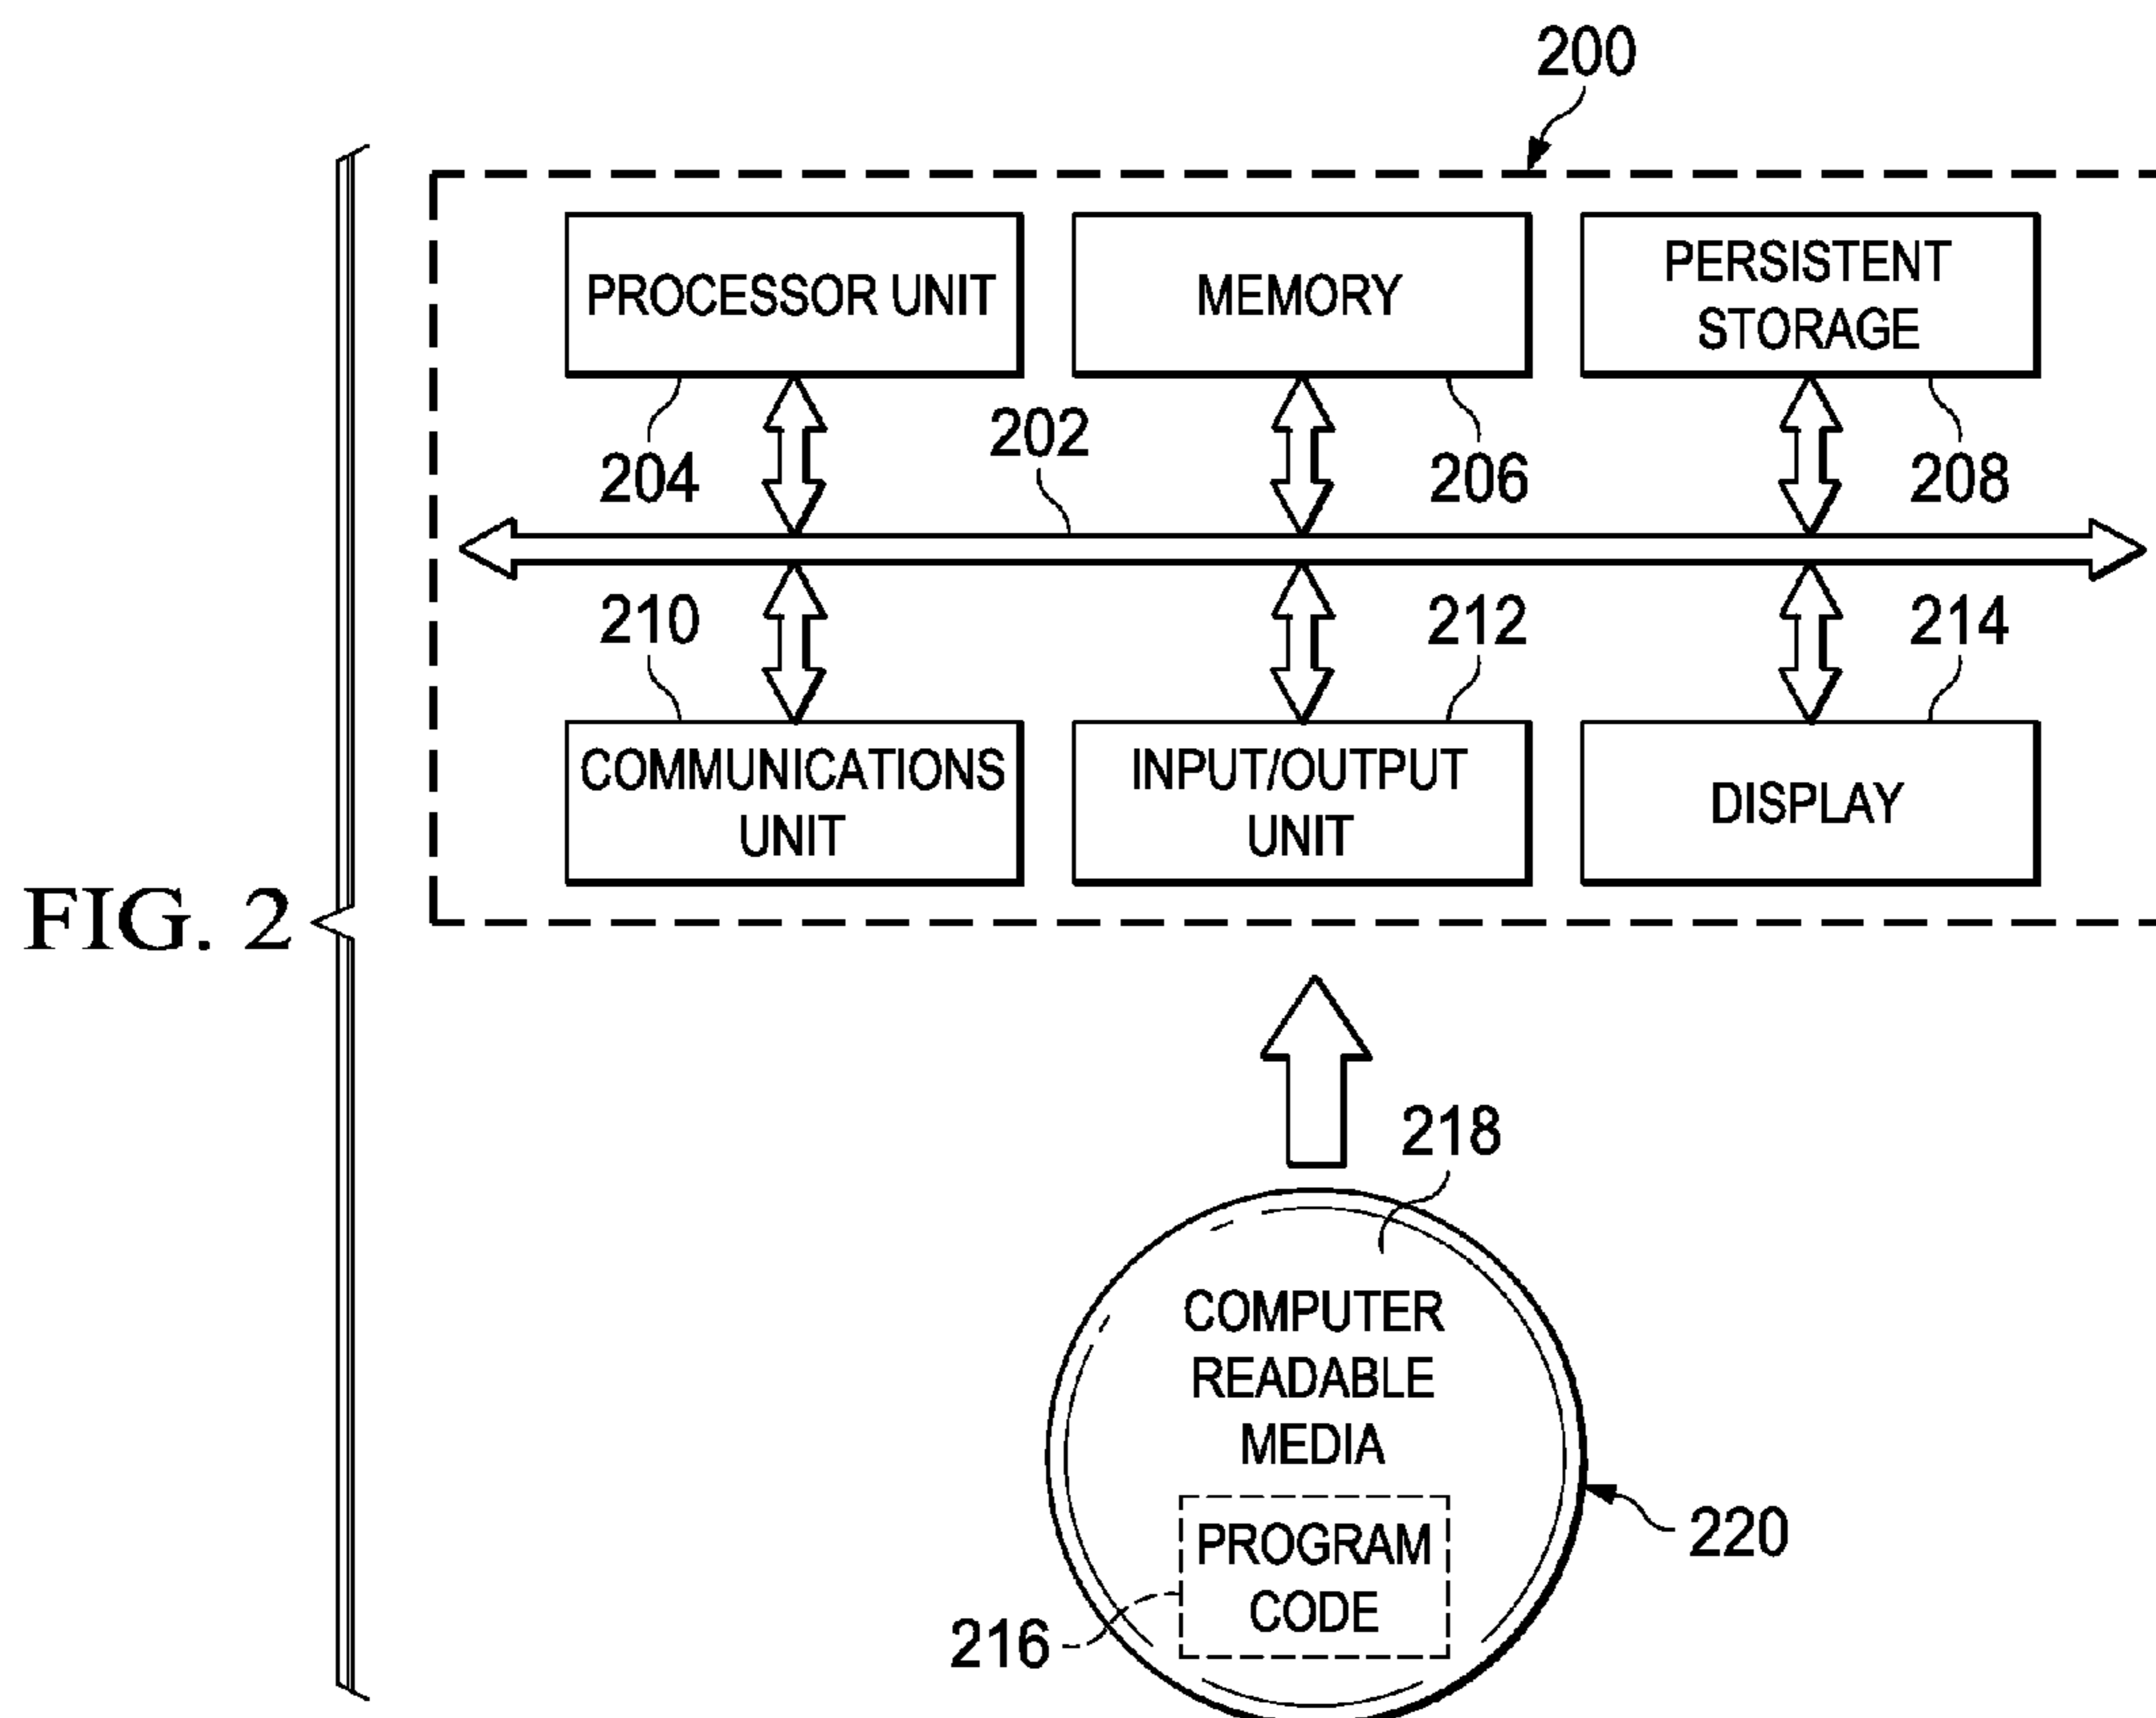 200
PROCESSOR UNIT
MEMORY
PERSISTENT
STORAGE
204
202
206
208
210
212
214
COMMUNICATIONS
UNIT
INPUT/OUTPUT
UNIT
DISPLAY
FIG. 2
218
COMPUTER
READABLE
MEDIA
PROGRAM
CODE
216
220